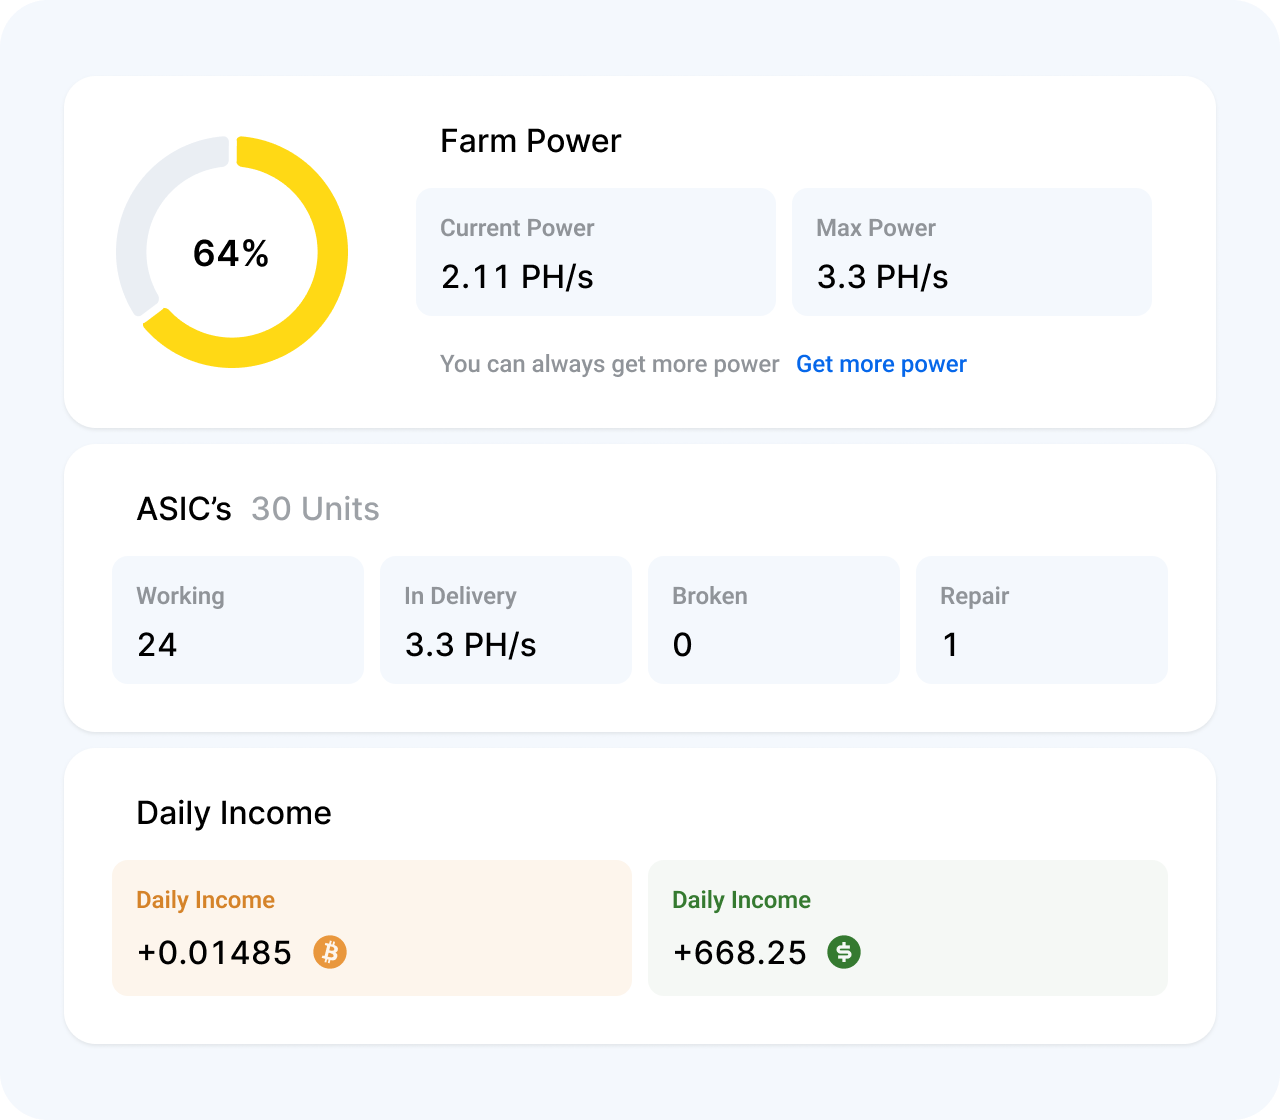 Farm Power
64%
Current Power
2.11 PH/s
Max Power
3.3 PH/s
You can always get more power Get more power
ASIC’s 30 Units
Working
24
In Delivery
3.3 PH/s
Broken
0
Repair
1
Daily Income
Daily Income
+0.01485 ₿
Daily Income
+668.25 $